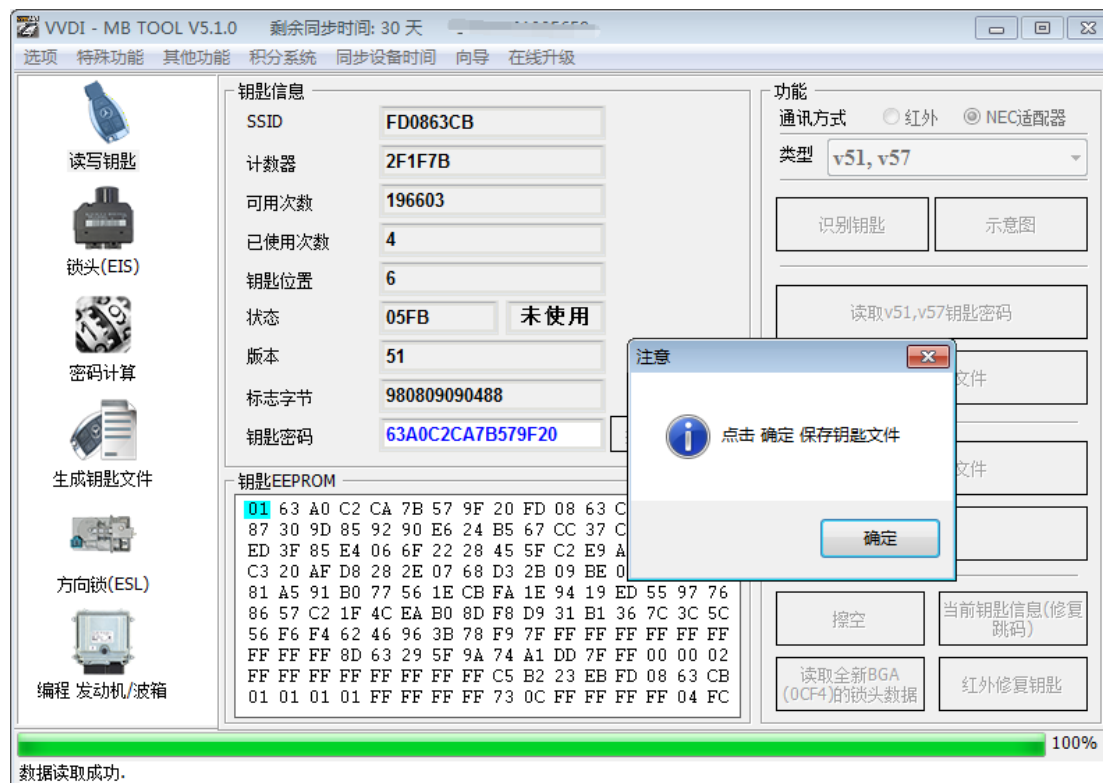 VVDI - MB TOOL V5.1.0 剩余同步时间: 30 天
选项 特殊功能 其他功能 积分系统 同步设备时间 向导 在线升级
读写钥匙
锁头(EIS)
密码计算
生成钥匙文件
方向锁(ESL)
编程 发动机/波箱
钥匙信息
SSID FD0863CB
计数器 2F1F7B
可用次数 196603
已使用次数 4
钥匙位置 6
状态 05FB 未使用
版本 51
标志字节 980809090488
钥匙密码 63A0C2CA7B579F20
钥匙EEPROM
01 63 A0 C2 CA 7B 57 9F 20 FD 08 63 C
87 30 9D 85 92 90 E6 24 B5 67 CC 37 C
ED 3F 85 E4 06 6F 22 28 45 5F C2 E9 A
C3 20 AF D8 28 2E 07 68 D3 2B 09 BE 0
81 A5 91 B0 77 56 1E CB FA 1E 94 19 ED 55 97 76
86 57 C2 1F 4C EA B0 8D F8 D9 31 B1 36 7C 3C 5C
56 F6 F4 62 46 96 3B 78 F9 7F FF FF FF FF FF FF
FF FF FF 8D 63 29 5F 9A 74 A1 DD 7F FF 00 00 02
FF FF FF FF FF FF FF FF C5 B2 23 EB FD 08 63 CB
01 01 01 01 FF FF FF FF 73 0C FF FF FF FF 04 FC
功能
通讯方式 红外 NEC适配器
类型 v51, v57
识别钥匙 示意图
读取v51,v57钥匙密码
文件
文件
擦空
当前钥匙信息(修复
跳码)
读取全新BGA
(0CF4)的锁头数据
红外修复钥匙
注意
点击 确定 保存钥匙文件
确定
100%
数据读取成功.